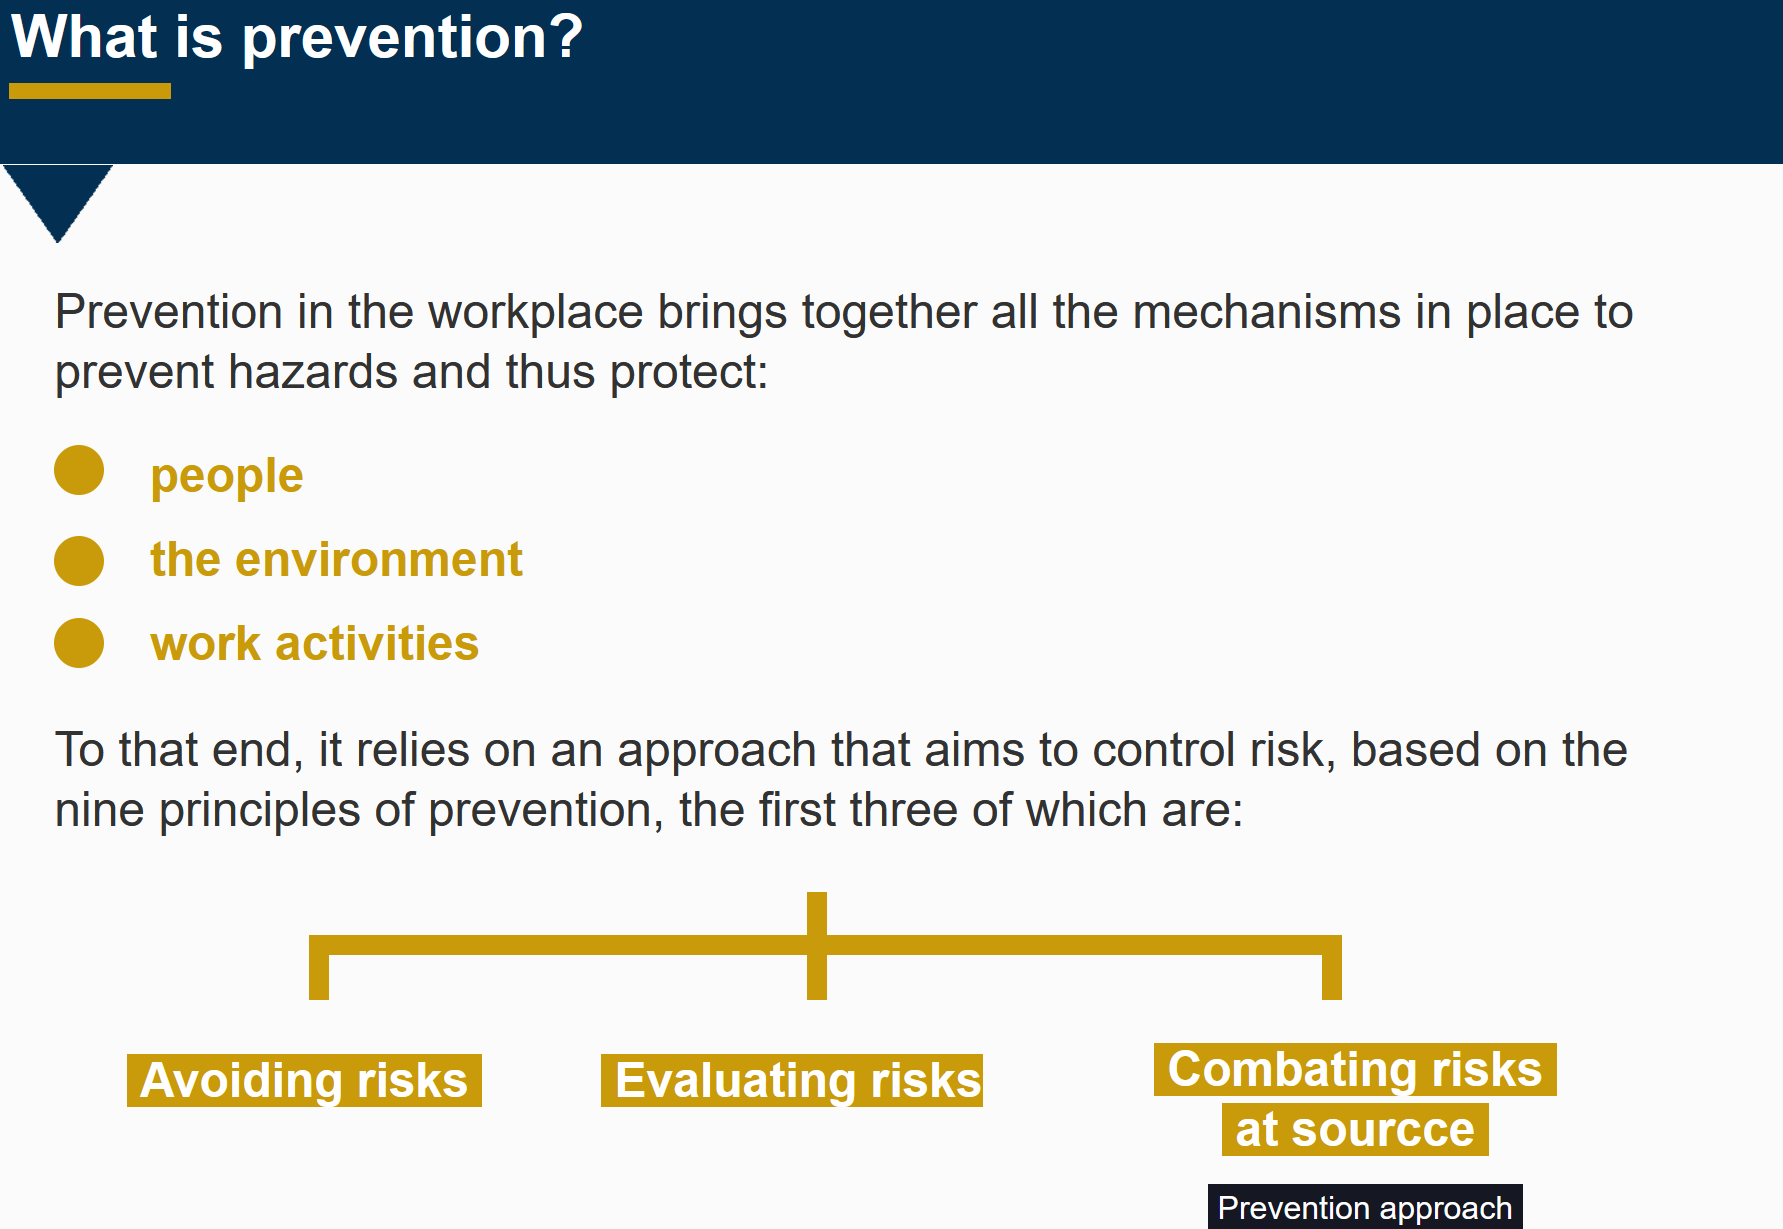 What is prevention?
Prevention in the workplace brings together all the mechanisms in place to
prevent hazards and thus protect:
people
the environment
work activities
To that end, it relies on an approach that aims to control risk, based on the
nine principles of prevention, the first three of which are:
Avoiding risks
Evaluating risks
Combating risks
at sourcce
Prevention approach